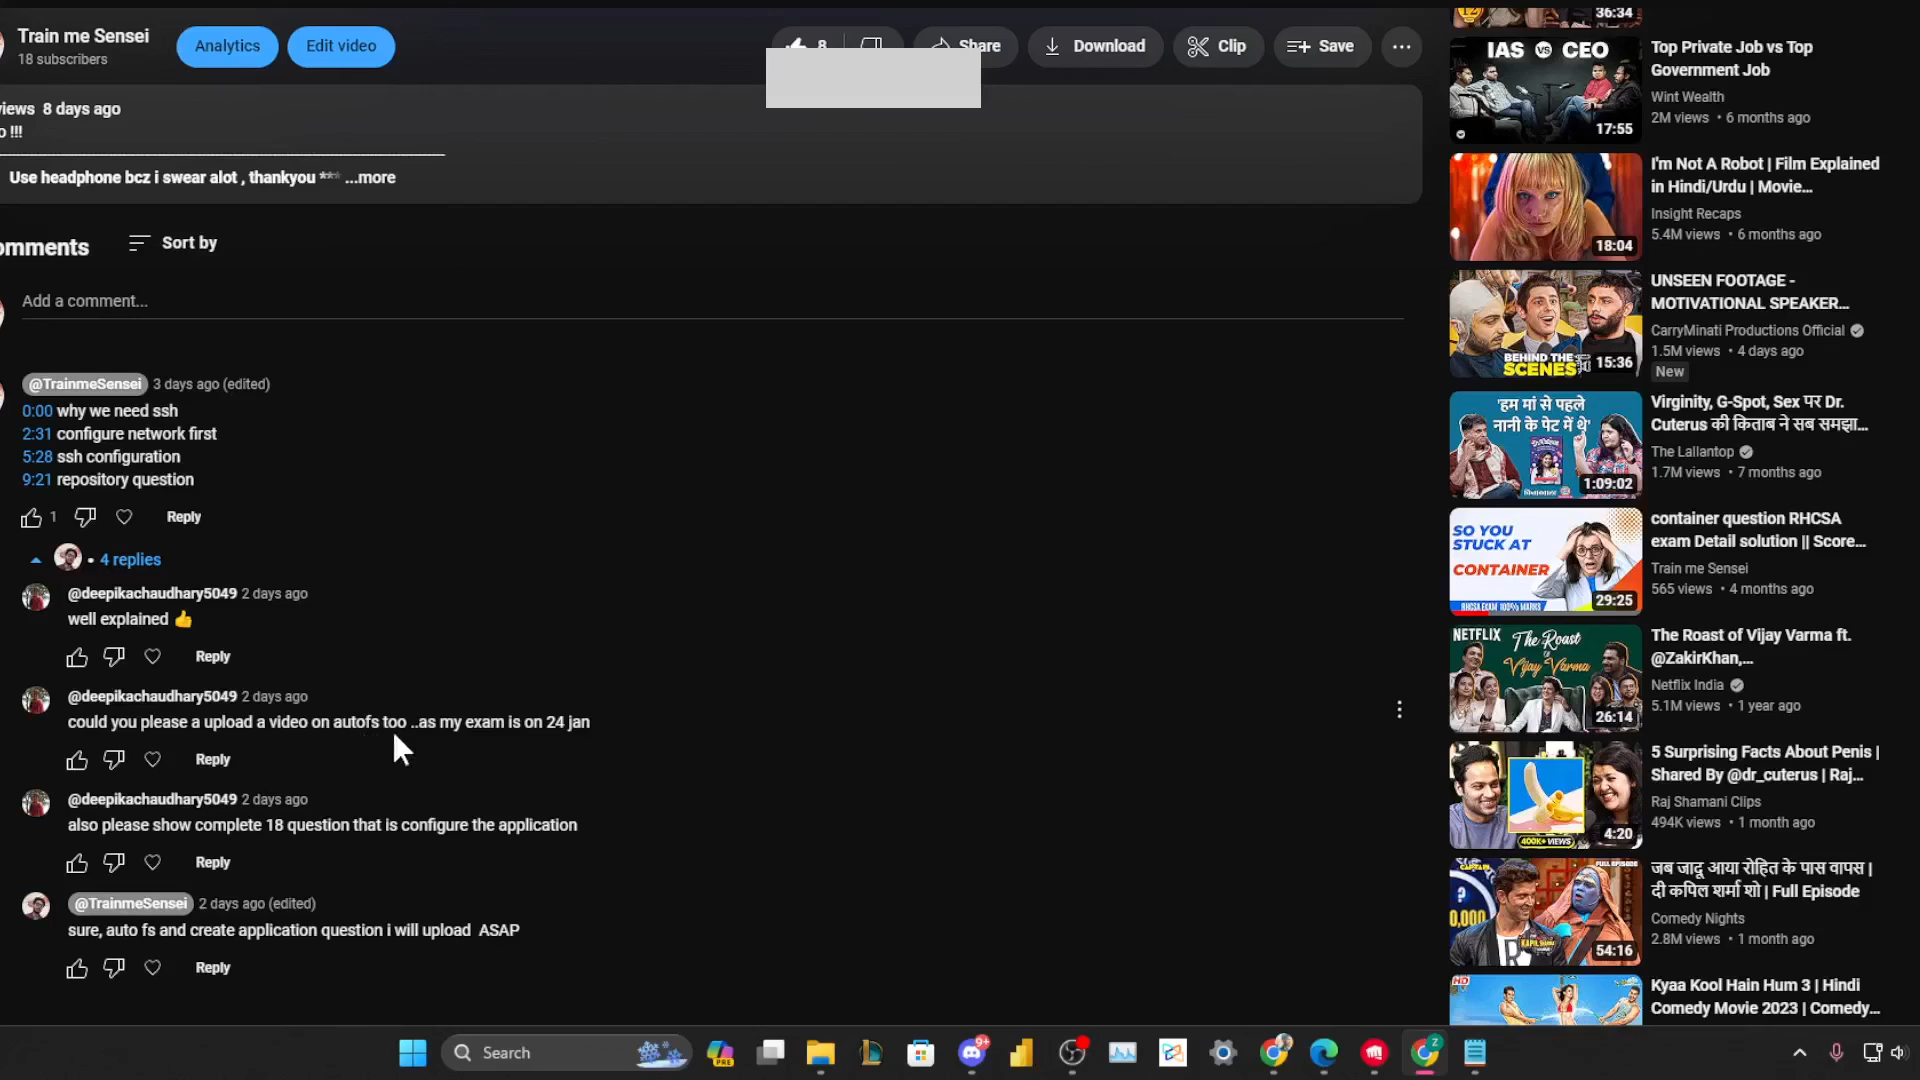 Train me Sensei
18 subscribers
Analytics
Edit video
8
Share
Download
Clip
Save
views 8 days ago
o !!!
Use headphone bcz i swear alot , thankyou *** ...more
omments
Sort by
Add a comment...
@TrainmeSensei 3 days ago (edited)
0:00 why we need ssh
2:31 configure network first
5:28 ssh configuration
9:21 repository question
1
Reply
• 4 replies
@deepikachaudhary5049 2 days ago
well explained 👍
Reply
@deepikachaudhary5049 2 days ago
could you please a upload a video on autofs too ..as my exam is on 24 jan
Reply
@deepikachaudhary5049 2 days ago
also please show complete 18 question that is configure the application
Reply
@TrainmeSensei 2 days ago (edited)
sure, auto fs and create application question i will upload ASAP
Reply
36:34
IAS VS CEO
17:55
Top Private Job vs Top
Government Job
Wint Wealth
2M views • 6 months ago
18:04
I'm Not A Robot | Film Explained
in Hindi/Urdu | Movie...
Insight Recaps
5.4M views • 6 months ago
BEHIND THE
SCENES
15:36
UNSEEN FOOTAGE -
MOTIVATIONAL SPEAKER...
CarryMinati Productions Official
1.5M views • 4 days ago
New
'हम मां से पहले
नानी के पेट में थे'
1:09:02
Virginity, G-Spot, Sex पर Dr.
Cuterus की किताब ने सब समझा...
The Lallantop
1.7M views • 7 months ago
SO YOU
STUCK AT
CONTAINER
RHCSA EXAM 100% MARKS
29:25
container question RHCSA
exam Detail solution || Score...
Train me Sensei
565 views • 4 months ago
NETFLIX
The Roast
of
Vijay Varma
26:14
The Roast of Vijay Varma ft.
@ZakirKhan,...
Netflix India
5.1M views • 1 year ago
400K+ VIEWS
4:20
5 Surprising Facts About Penis |
Shared By @dr_cuterus | Raj...
Raj Shamani Clips
494K views • 1 month ago
FULL EPISODE
?
0,000
54:16
जब जादू आया रोहित के पास वापस |
दी कपिल शर्मा शो | Full Episode
Comedy Nights
2.8M views • 1 month ago
HD
Kyaa Kool Hain Hum 3 | Hindi
Comedy Movie 2023 | Comedy...
Search
PRE
9+
Z